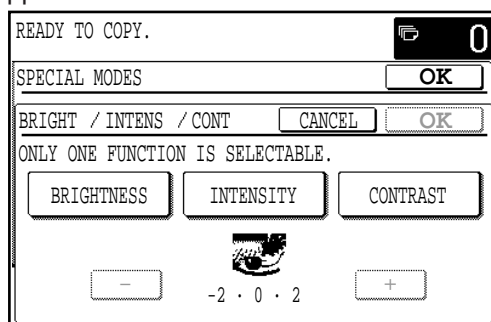 READY TO COPY. 0
SPECIAL MODES OK
BRIGHT / INTENS / CONT CANCEL OK
ONLY ONE FUNCTION IS SELECTABLE.
BRIGHTNESS INTENSITY CONTRAST
- -2 · 0 · 2 +